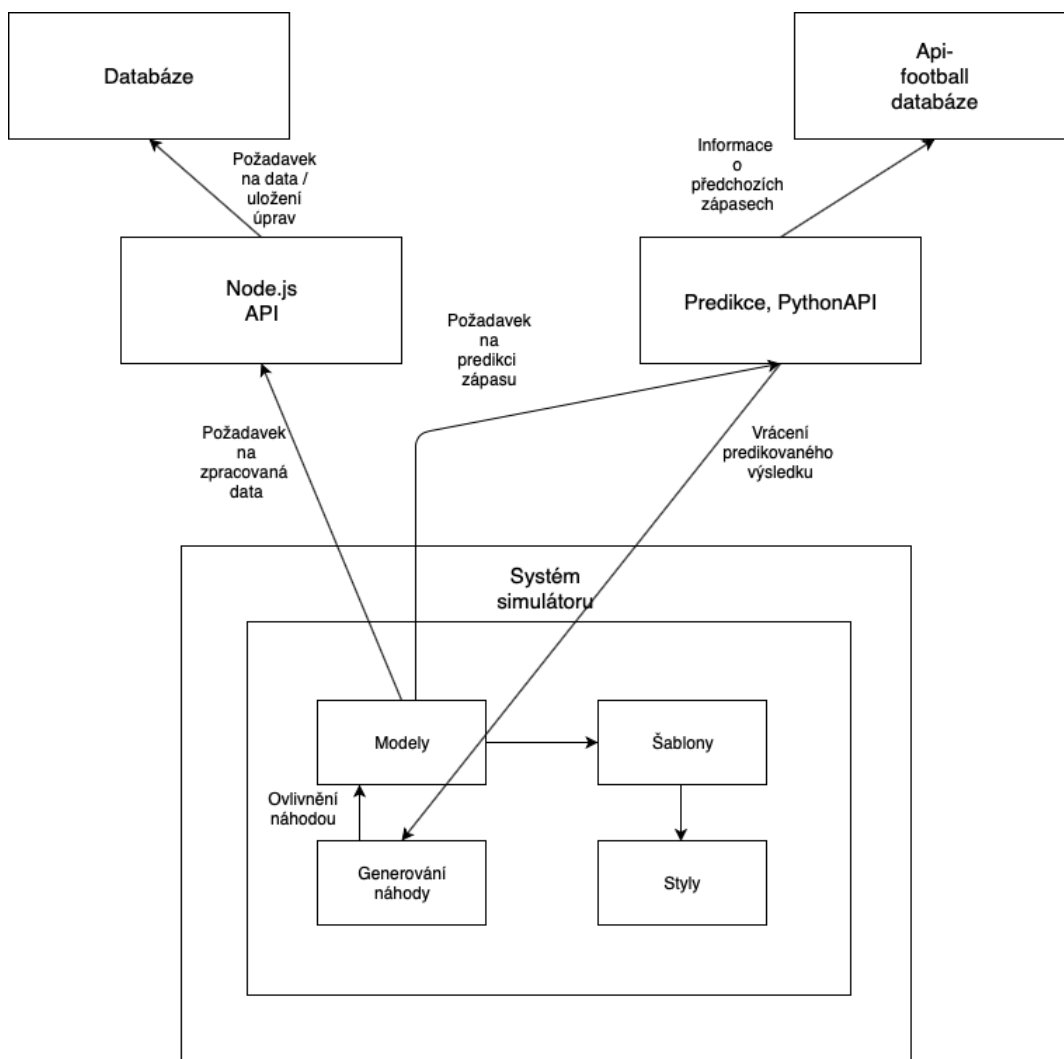 Databáze
Api-
football
databáze
Požadavek
na data /
uložení
úprav
Informace
o
předchozích
zápasech
Node.js
API
Predikce, PythonAPI
Požadavek
na
predikci
zápasu
Požadavek
na
zpracovaná
data
Vrácení
predikovaného
výsledku
Systém
simulátoru
Modely
Šablony
Ovlivnění
náhodou
Generování
náhody
Styly